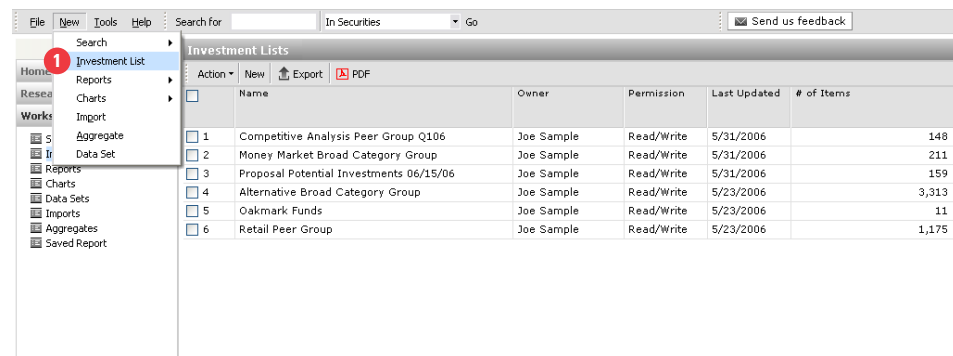 File New Tools Help Search for In Securities Go Send us feedback
Search
1 Investment List
Reports
Charts
Import
Aggregate
Data Set
Home
Works
Reports
Charts
Data Sets
Imports
Aggregates
Saved Report
Investment Lists
Action New Export PDF
Name Owner Permission Last Updated # of Items
1 Competitive Analysis Peer Group Q106 Joe Sample Read/Write 5/31/2006 148
2 Money Market Broad Category Group Joe Sample Read/Write 5/31/2006 211
3 Proposal Potential Investments 06/15/06 Joe Sample Read/Write 5/31/2006 159
4 Alternative Broad Category Group Joe Sample Read/Write 5/23/2006 3,313
5 Oakmark Funds Joe Sample Read/Write 5/23/2006 11
6 Retail Peer Group Joe Sample Read/Write 5/23/2006 1,175